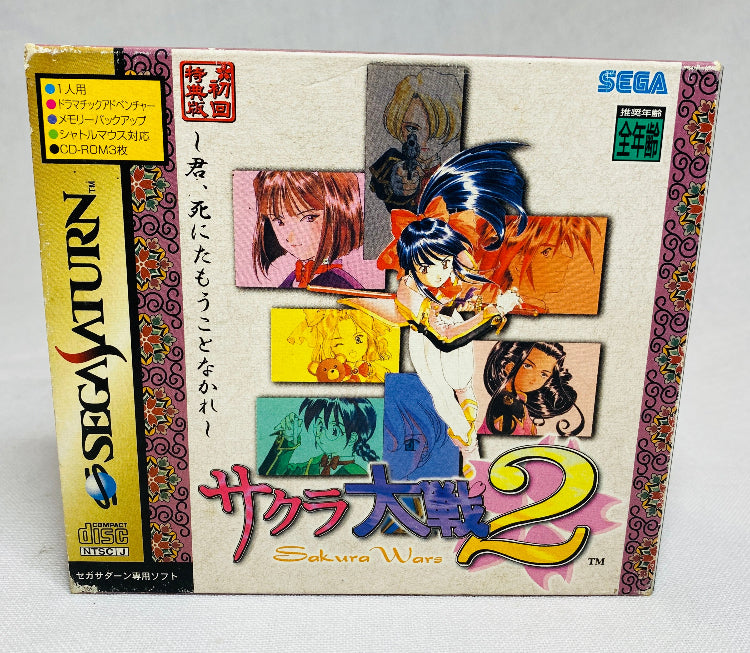 ●1人用
●ドラマチックアドベンチャー
●メモリーバックアップ
●シャトルマウス対応
●CD-ROM3枚
SEGA SATURN™
COMPACT
disc
NTSC J
セガサターン専用ソフト
初回
特典版
~君、死にたもうことなかれ~
SEGA
推奨年齢
全年齢
サクラ大戦2
Sakura Wars
™